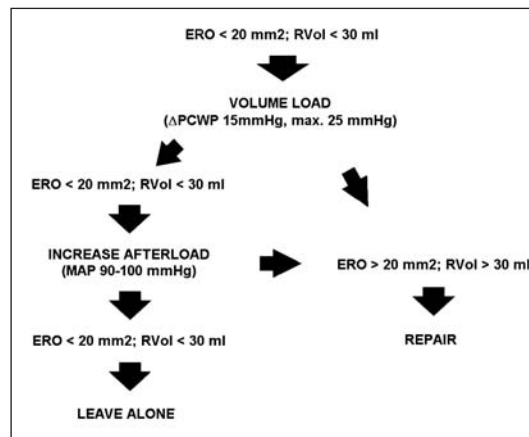 ERO < 20 mm2; RVol < 30 ml
VOLUME LOAD
(ΔPCWP 15mmHg, max. 25 mmHg)
ERO < 20 mm2; RVol < 30 ml
INCREASE AFTERLOAD
(MAP 90-100 mmHg)
ERO > 20 mm2; RVol > 30 ml
ERO < 20 mm2; RVol < 30 ml
REPAIR
LEAVE ALONE